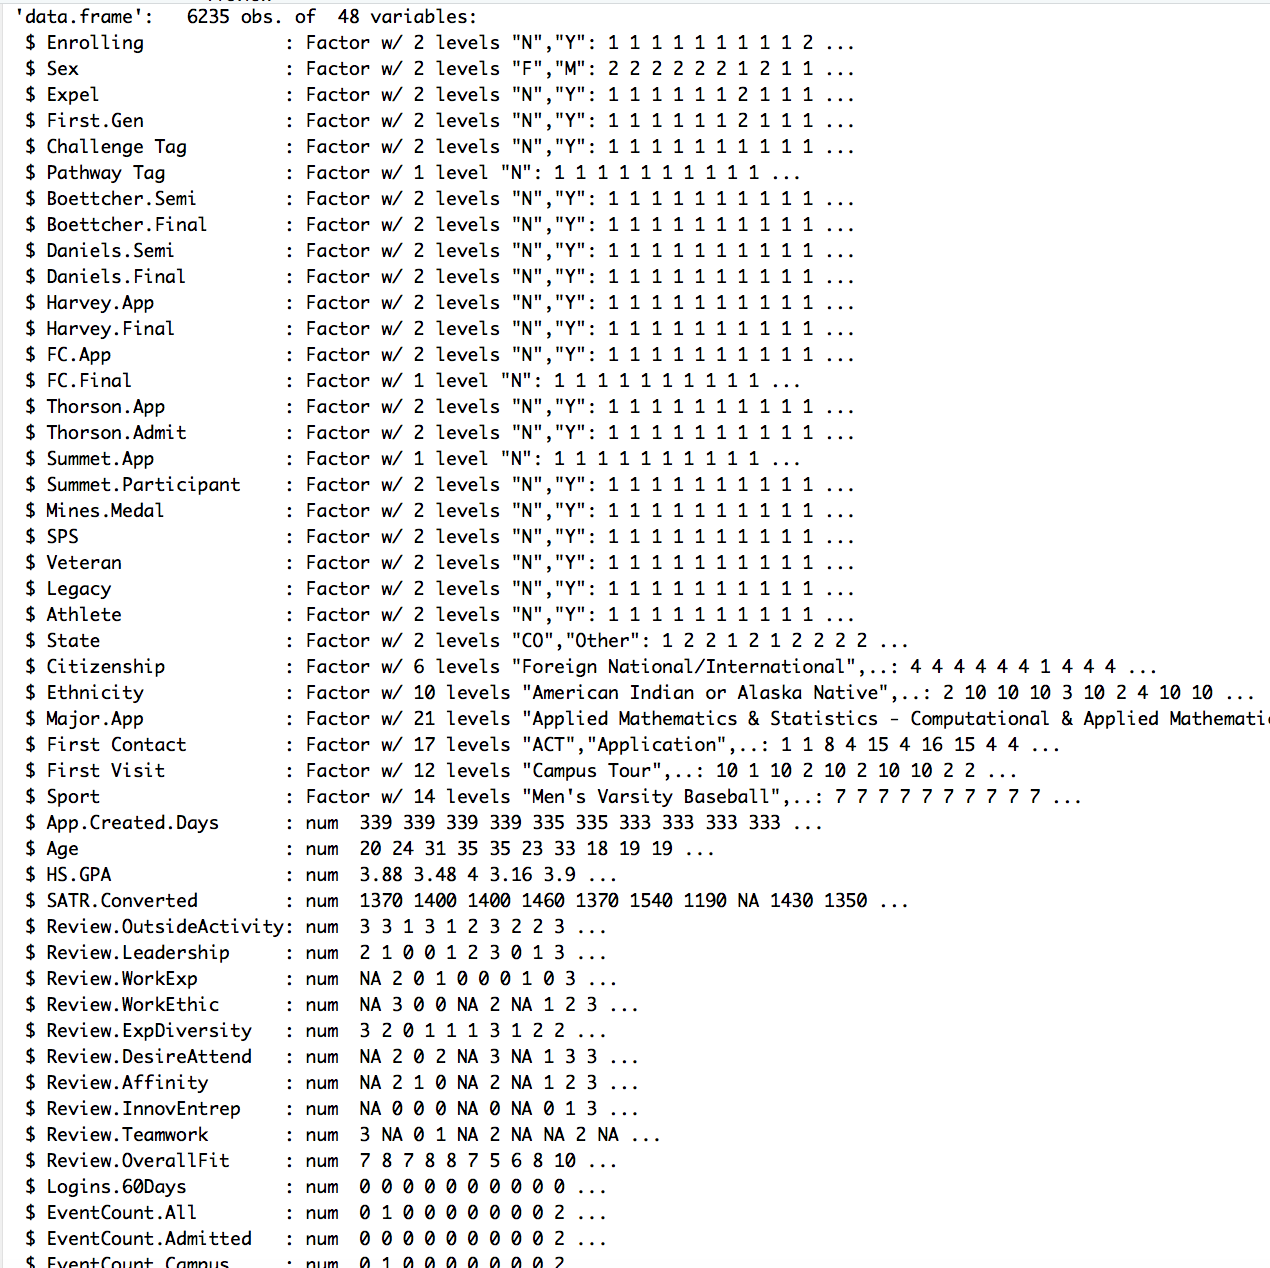 'data.frame':   6235 obs. of  48 variables:
 $ Enrolling             : Factor w/ 2 levels "N","Y": 1 1 1 1 1 1 1 1 1 2 ...
 $ Sex                   : Factor w/ 2 levels "F","M": 2 2 2 2 2 2 1 2 1 1 ...
 $ Expel                 : Factor w/ 2 levels "N","Y": 1 1 1 1 1 1 2 1 1 1 ...
 $ First.Gen             : Factor w/ 2 levels "N","Y": 1 1 1 1 1 1 2 1 1 1 ...
 $ Challenge Tag         : Factor w/ 2 levels "N","Y": 1 1 1 1 1 1 1 1 1 1 ...
 $ Pathway Tag           : Factor w/ 1 level "N": 1 1 1 1 1 1 1 1 1 1 ...
 $ Boettcher.Semi        : Factor w/ 2 levels "N","Y": 1 1 1 1 1 1 1 1 1 1 ...
 $ Boettcher.Final       : Factor w/ 2 levels "N","Y": 1 1 1 1 1 1 1 1 1 1 ...
 $ Daniels.Semi          : Factor w/ 2 levels "N","Y": 1 1 1 1 1 1 1 1 1 1 ...
 $ Daniels.Final         : Factor w/ 2 levels "N","Y": 1 1 1 1 1 1 1 1 1 1 ...
 $ Harvey.App            : Factor w/ 2 levels "N","Y": 1 1 1 1 1 1 1 1 1 1 ...
 $ Harvey.Final          : Factor w/ 2 levels "N","Y": 1 1 1 1 1 1 1 1 1 1 ...
 $ FC.App                : Factor w/ 2 levels "N","Y": 1 1 1 1 1 1 1 1 1 1 ...
 $ FC.Final              : Factor w/ 1 level "N": 1 1 1 1 1 1 1 1 1 1 ...
 $ Thorson.App           : Factor w/ 2 levels "N","Y": 1 1 1 1 1 1 1 1 1 1 ...
 $ Thorson.Admit         : Factor w/ 2 levels "N","Y": 1 1 1 1 1 1 1 1 1 1 ...
 $ Summet.App            : Factor w/ 1 level "N": 1 1 1 1 1 1 1 1 1 1 ...
 $ Summet.Participant    : Factor w/ 2 levels "N","Y": 1 1 1 1 1 1 1 1 1 1 ...
 $ Mines.Medal           : Factor w/ 2 levels "N","Y": 1 1 1 1 1 1 1 1 1 1 ...
 $ SPS                   : Factor w/ 2 levels "N","Y": 1 1 1 1 1 1 1 1 1 1 ...
 $ Veteran               : Factor w/ 2 levels "N","Y": 1 1 1 1 1 1 1 1 1 1 ...
 $ Legacy                : Factor w/ 2 levels "N","Y": 1 1 1 1 1 1 1 1 1 1 ...
 $ Athlete               : Factor w/ 2 levels "N","Y": 1 1 1 1 1 1 1 1 1 1 ...
 $ State                 : Factor w/ 2 levels "CO","Other": 1 2 2 1 2 1 2 2 2 2 ...
 $ Citizenship           : Factor w/ 6 levels "Foreign National/International",..: 4 4 4 4 4 4 1 4 4 4 ...
 $ Ethnicity             : Factor w/ 10 levels "American Indian or Alaska Native",..: 2 10 10 10 3 10 2 4 10 10 ...
 $ Major.App             : Factor w/ 21 levels "Applied Mathematics & Statistics - Computational & Applied Mathemati
 $ First Contact         : Factor w/ 17 levels "ACT","Application",..: 1 1 8 4 15 4 16 15 4 4 ...
 $ First Visit           : Factor w/ 12 levels "Campus Tour",..: 10 1 10 2 10 2 10 10 2 2 ...
 $ Sport                 : Factor w/ 14 levels "Men's Varsity Baseball",..: 7 7 7 7 7 7 7 7 7 7 ...
 $ App.Created.Days      : num  339 339 339 339 335 335 333 333 333 333 ...
 $ Age                   : num  20 24 31 35 35 23 33 18 19 19 ...
 $ HS.GPA                : num  3.88 3.48 4 3.16 3.9 ...
 $ SATR.Converted        : num  1370 1400 1400 1460 1370 1540 1190 NA 1430 1350 ...
 $ Review.OutsideActivity: num  3 3 1 3 1 2 3 2 2 3 ...
 $ Review.Leadership     : num  2 1 0 0 1 2 3 0 1 3 ...
 $ Review.WorkExp        : num  NA 2 0 1 0 0 0 1 0 3 ...
 $ Review.WorkEthic      : num  NA 3 0 0 NA 2 NA 1 2 3 ...
 $ Review.ExpDiversity   : num  3 2 0 1 1 1 3 1 2 2 ...
 $ Review.DesireAttend   : num  NA 2 0 2 NA 3 NA 1 3 3 ...
 $ Review.Affinity       : num  NA 2 1 0 NA 2 NA 1 2 3 ...
 $ Review.InnovEntrep    : num  NA 0 0 0 NA 0 NA 0 1 3 ...
 $ Review.Teamwork       : num  3 NA 0 1 NA 2 NA NA 2 NA ...
 $ Review.OverallFit     : num  7 8 7 8 8 7 5 6 8 10 ...
 $ Logins.60Days         : num  0 0 0 0 0 0 0 0 0 0 ...
 $ EventCount.All        : num  0 1 0 0 0 0 0 0 0 2 ...
 $ EventCount.Admitted   : num  0 0 0 0 0 0 0 0 0 2 ...
 $ EventCount.Campus     : num  0 1 0 0 0 0 0 0 0 2